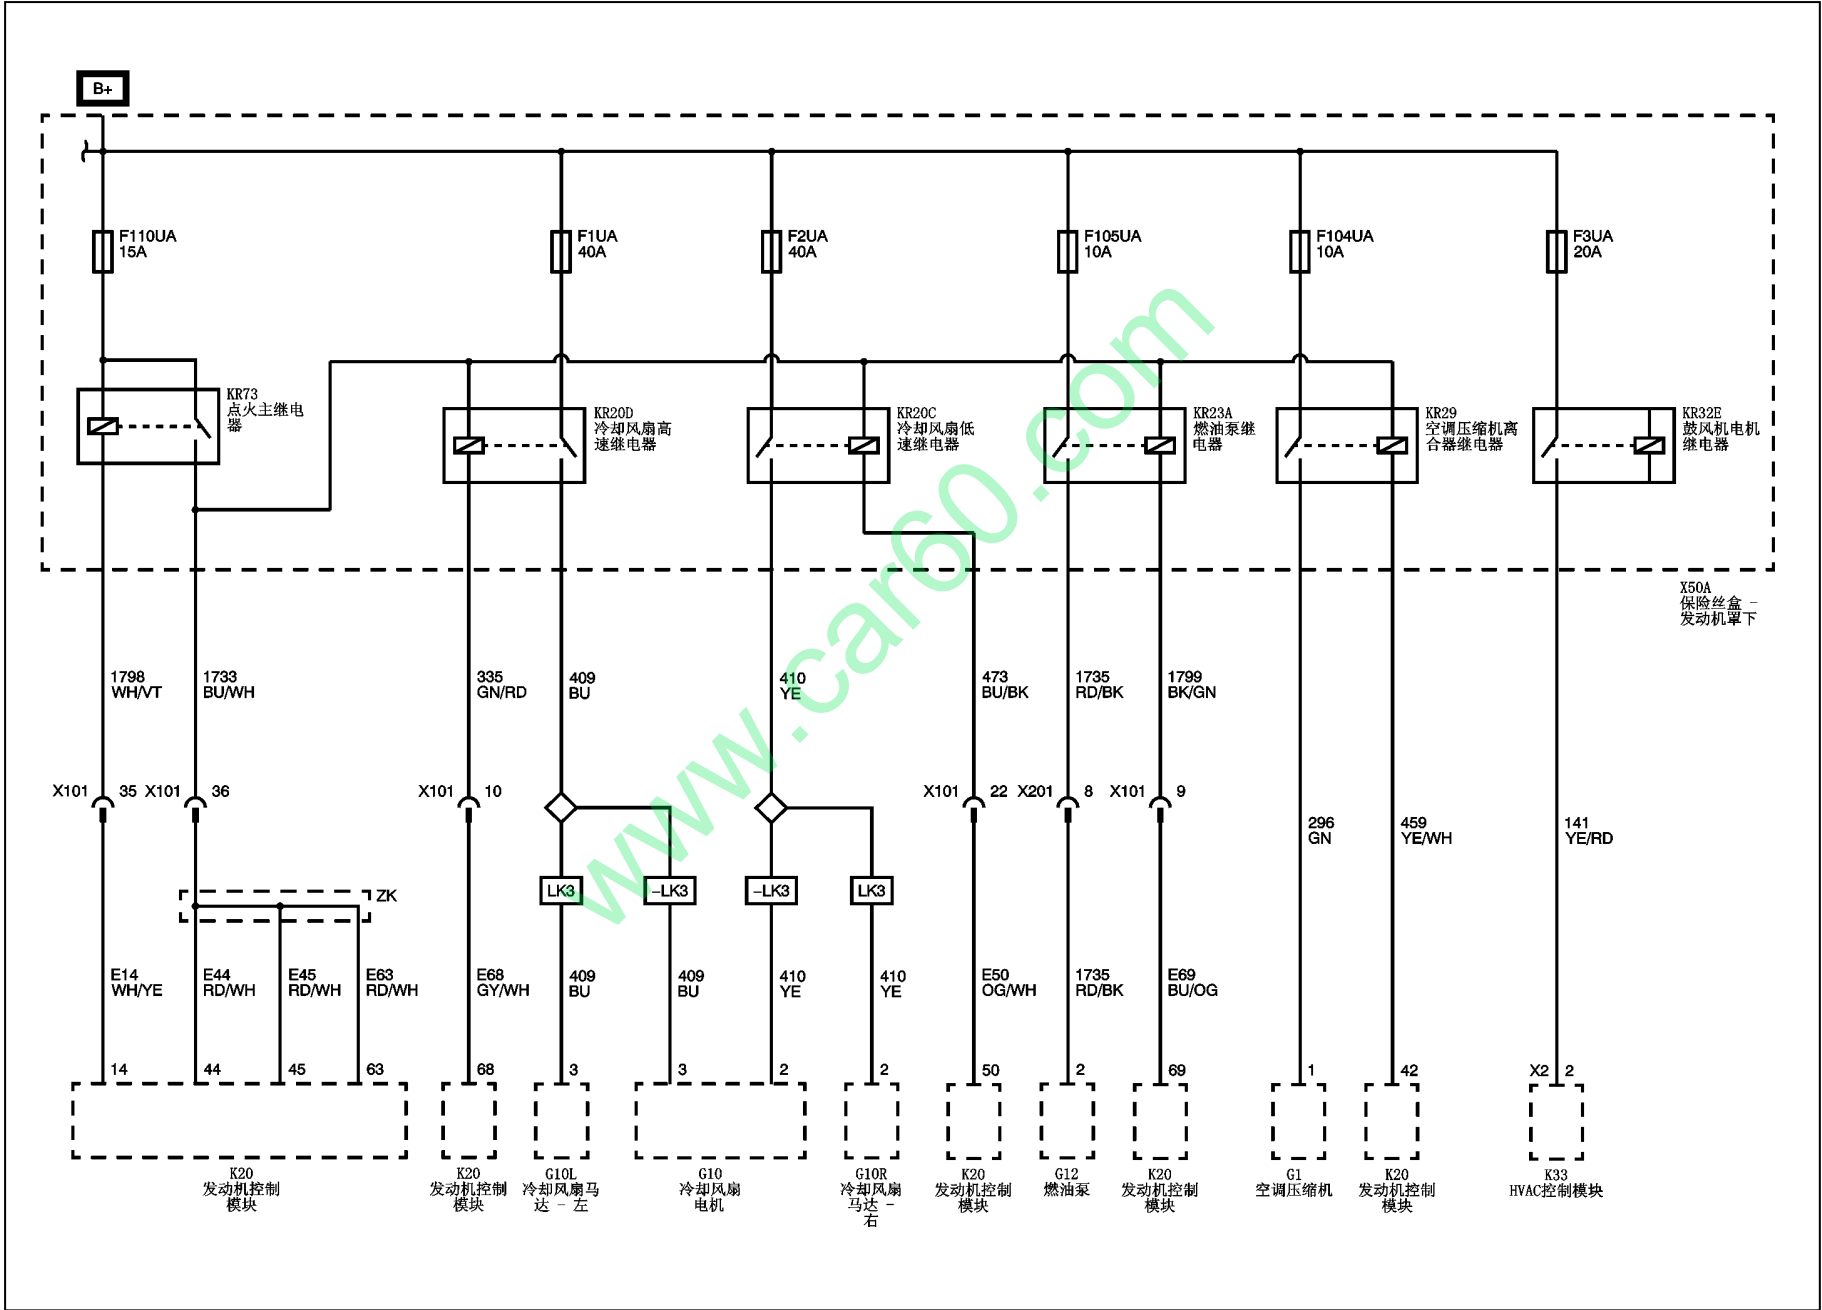 B+
F110UA
15A
F1UA
40A
F2UA
40A
F105UA
10A
F104UA
10A
F3UA
20A
KR73
点火主继电
器
KR20D
冷却风扇高
速继电器
KR20C
冷却风扇低
速继电器
KR23A
燃油泵继
电器
KR29
空调压缩机离
合器继电器
KR32E
鼓风机电机
继电器
X50A
保险丝盒 -
发动机罩下
1798
WH/VT
1733
BU/WH
335
GN/RD
409
BU
410
YE
473
BU/BK
1735
RD/BK
1799
BK/GN
X101 35
X101 36
X101 10
X101 22
X201 8
X101 9
296
GN
459
YE/WH
141
YE/RD
ZK
LK3
-LK3
-LK3
LK3
E14
WH/YE
E44
RD/WH
E45
RD/WH
E63
RD/WH
E68
GY/WH
409
BU
409
BU
410
YE
410
YE
E50
OG/WH
1735
RD/BK
E69
BU/OG
14
44
45
63
68
3
3
2
2
50
2
69
1
42
X2 2
K20
发动机控制
模块
K20
发动机控制
模块
G10L
冷却风扇马
达 - 左
G10
冷却风扇
电机
G10R
冷却风扇
马达 -
右
K20
发动机控制
模块
G12
燃油泵
K20
发动机控制
模块
G1
空调压缩机
K20
发动机控制
模块
K33
HVAC控制模块
www.car60.com